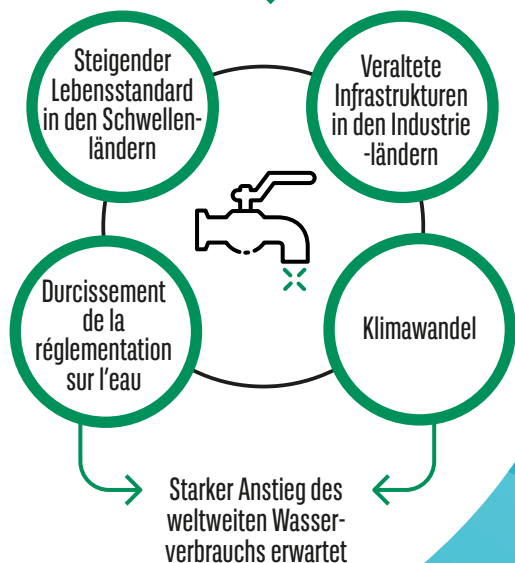 Steigender
Lebensstandard
in den Schwellen-
ländern
Veraltete
Infrastrukturen
in den Industrie
-ländern
Durcissement
de la
réglementation
sur l'eau
Klimawandel
Starker Anstieg des
weltweiten Wasser-
verbrauchs erwartet